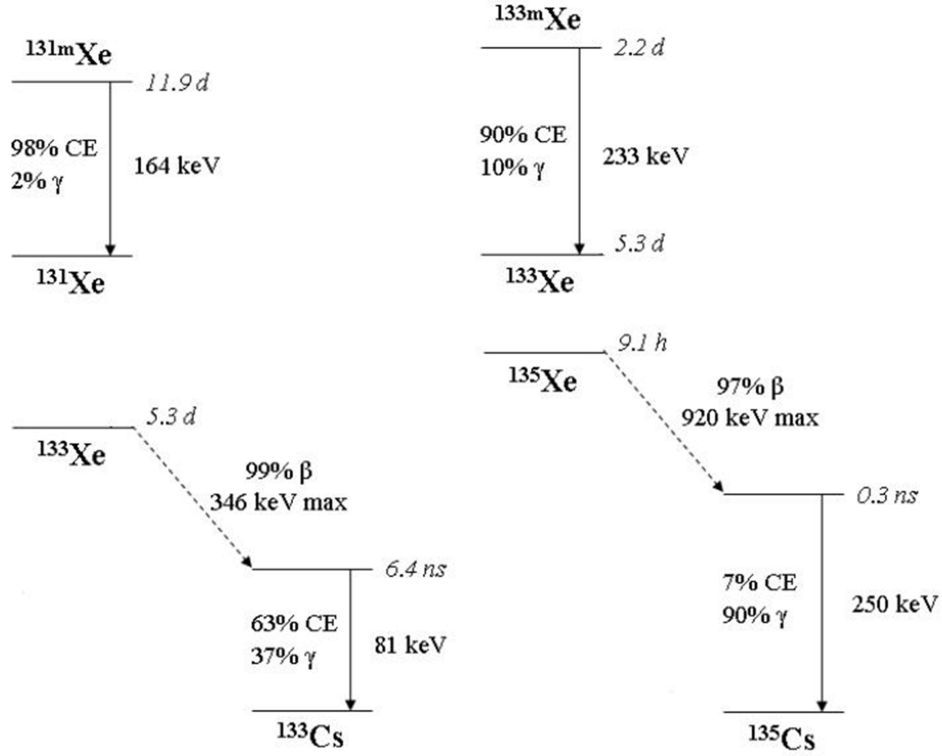 ¹³¹ᵐXe
11.9 d
98% CE
2% γ
164 keV
¹³¹Xe
¹³³ᵐXe
2.2 d
90% CE
10% γ
233 keV
5.3 d
¹³³Xe
5.3 d
¹³³Xe
99% β
346 keV max
6.4 ns
63% CE
37% γ
81 keV
¹³³Cs
9.1 h
¹³⁵Xe
97% β
920 keV max
0.3 ns
7% CE
90% γ
250 keV
¹³⁵Cs